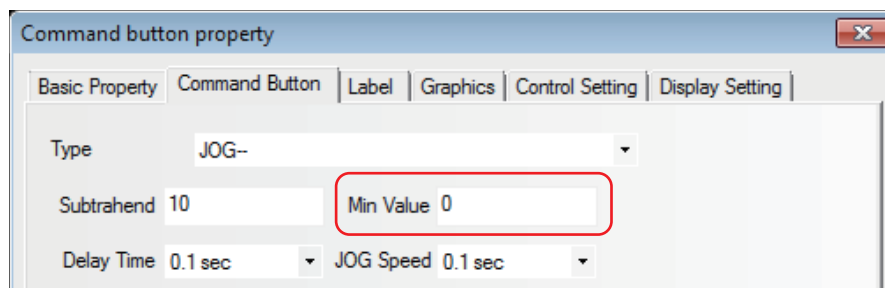 Command button property
Basic Property Command Button Label Graphics Control Setting Display Setting
Type JOG--
Subtrahend 10 Min Value 0
Delay Time 0.1 sec JOG Speed 0.1 sec